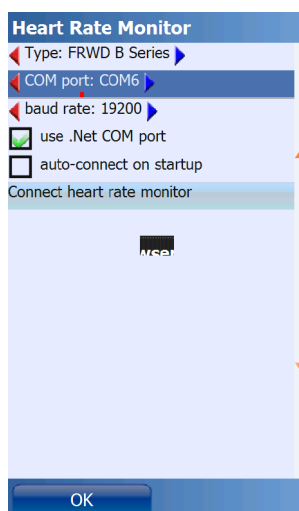 Heart Rate Monitor
Type: FRWD B Series
COM port: COM6
baud rate: 19200
use .Net COM port
auto-connect on startup
Connect heart rate monitor
OK